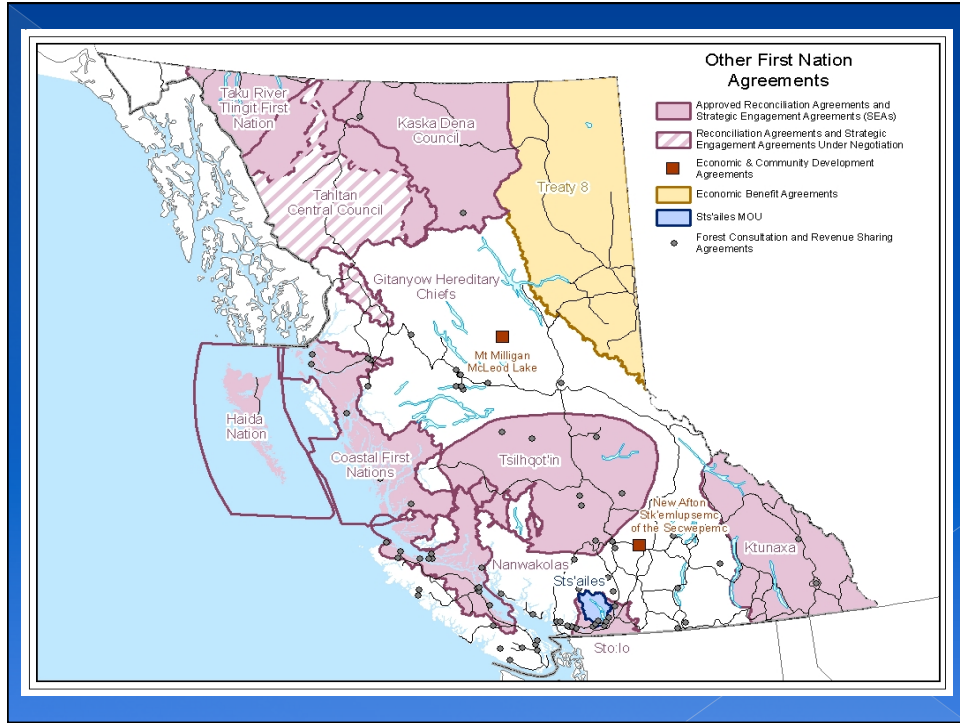 Other First Nation
Agreements
Approved Reconciliation Agreements and
Strategic Engagement Agreements (SEAs)
Reconciliation Agreements and Strategic
Engagement Agreements Under Negotiation
Economic & Community Development
Agreements
Economic Benefit Agreements
Sts'ailes MOU
Forest Consultation and Revenue Sharing
Agreements
Taku River
Tlingit First
Nation
Kaska Dena
Council
Treaty 8
Tahltan
Central Council
Gitanyow Hereditary
Chiefs
Mt Milligan
McLeod Lake
Haida
Nation
Coastal First
Nations
Tsilhqot'in
New Afton
Stk'emlupsemc
of the Secwepemc
Ktunaxa
Nanwakolas
Sts'ailes
Sto:lo